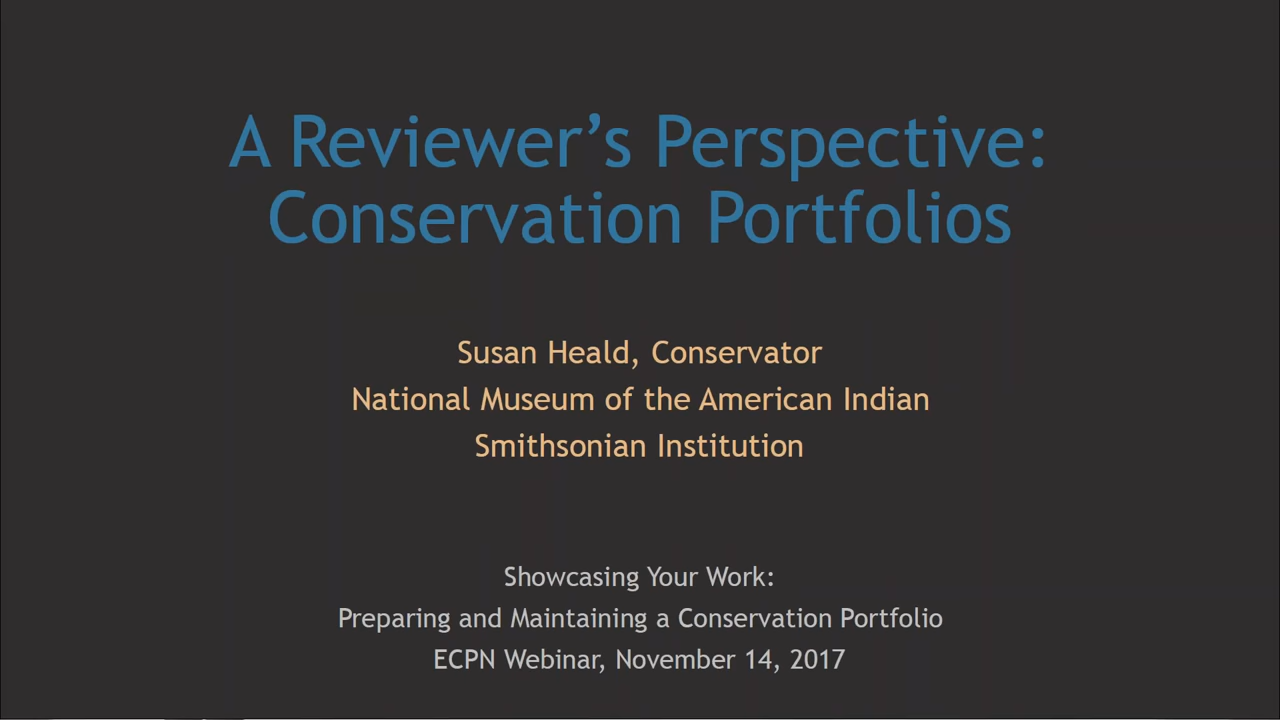 A Reviewer’s Perspective:
Conservation Portfolios
Susan Heald, Conservator
National Museum of the American Indian
Smithsonian Institution
Showcasing Your Work:
Preparing and Maintaining a Conservation Portfolio
ECPN Webinar, November 14, 2017